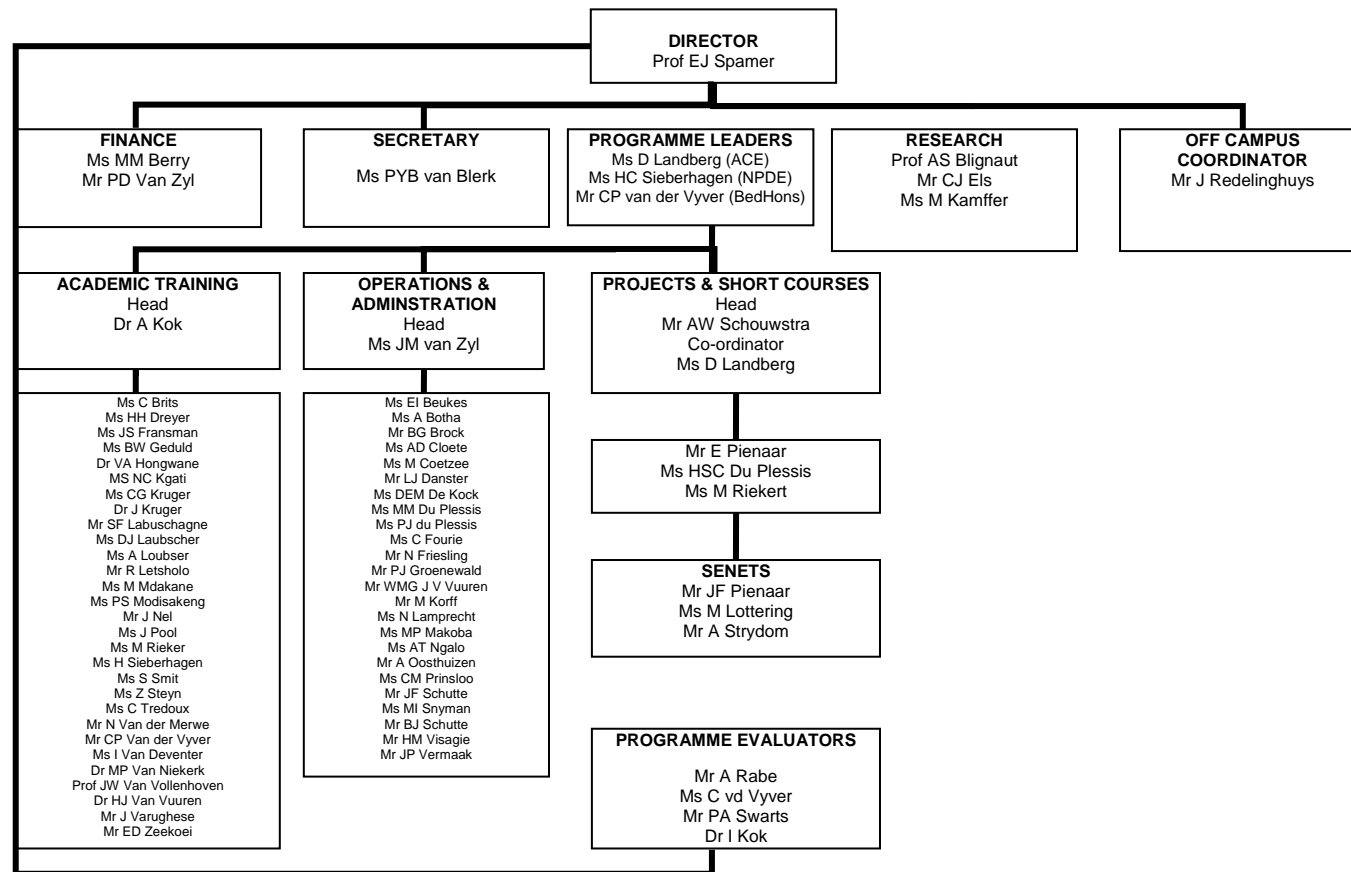 DIRECTOR
Prof EJ Spamer
FINANCE
Ms MM Berry
Mr PD Van Zyl
SECRETARY
Ms PYB van Blerk
PROGRAMME LEADERS
Ms D Landberg (ACE)
Ms HC Sieberhagen (NPDE)
Mr CP van der Vyver (BedHons)
RESEARCH
Prof AS Blignaut
Mr CJ Els
Ms M Kamffer
OFF CAMPUS
COORDINATOR
Mr J Redelinghuys
ACADEMIC TRAINING
Head
Dr A Kok
OPERATIONS &
ADMINSTRATION
Head
Ms JM van Zyl
PROJECTS & SHORT COURSES
Head
Mr AW Schouwstra
Co-ordinator
Ms D Landberg
Ms C Brits
Ms HH Dreyer
Ms JS Fransman
Ms BW Geduld
Dr VA Hongwane
MS NC Kgati
Ms CG Kruger
Dr J Kruger
Mr SF Labuschagne
Ms DJ Laubscher
Ms A Loubser
Mr R Letsholo
Ms M Mdakane
Ms PS Modisakeng
Mr J Nel
Ms J Pool
Ms M Rieker
Ms H Sieberhagen
Ms S Smit
Ms Z Steyn
Ms C Tredoux
Mr N Van der Merwe
Mr CP Van der Vyver
Ms I Van Deventer
Dr MP Van Niekerk
Prof JW Van Vollenhoven
Dr HJ Van Vuuren
Mr J Varughese
Mr ED Zeekoei
Ms EI Beukes
Ms A Botha
Mr BG Brock
Ms AD Cloete
Ms M Coetzee
Mr LJ Danster
Ms DEM De Kock
Ms MM Du Plessis
Ms PJ du Plessis
Ms C Fourie
Mr N Friesling
Mr PJ Groenewald
Mr WMG J V Vuuren
Mr M Korff
Ms N Lamprecht
Ms MP Makoba
Ms AT Ngalo
Mr A Oosthuizen
Ms CM Prinsloo
Mr JF Schutte
Ms MI Snyman
Mr BJ Schutte
Mr HM Visagie
Mr JP Vermaak
Mr E Pienaar
Ms HSC Du Plessis
Ms M Riekert
SENETS
Mr JF Pienaar
Ms M Lottering
Mr A Strydom
PROGRAMME EVALUATORS
Mr A Rabe
Ms C vd Vyver
Mr PA Swarts
Dr I Kok